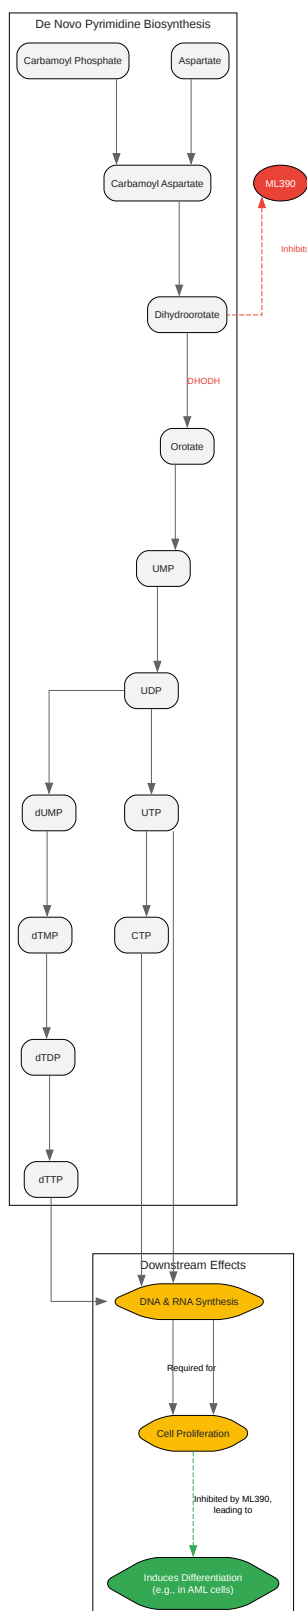 De Novo Pyrimidine Biosynthesis
Carbamoyl Phosphate
Aspartate
Carbamoyl Aspartate
ML390
Inhibits
Dihydroorotate
DHODH
Orotate
UMP
UDP
dUMP
UTP
dTMP
CTP
dTDP
dTTP
Downstream Effects
DNA & RNA Synthesis
Required for
Cell Proliferation
Inhibited by ML390,
leading to
Induces Differentiation
(e.g., in AML cells)